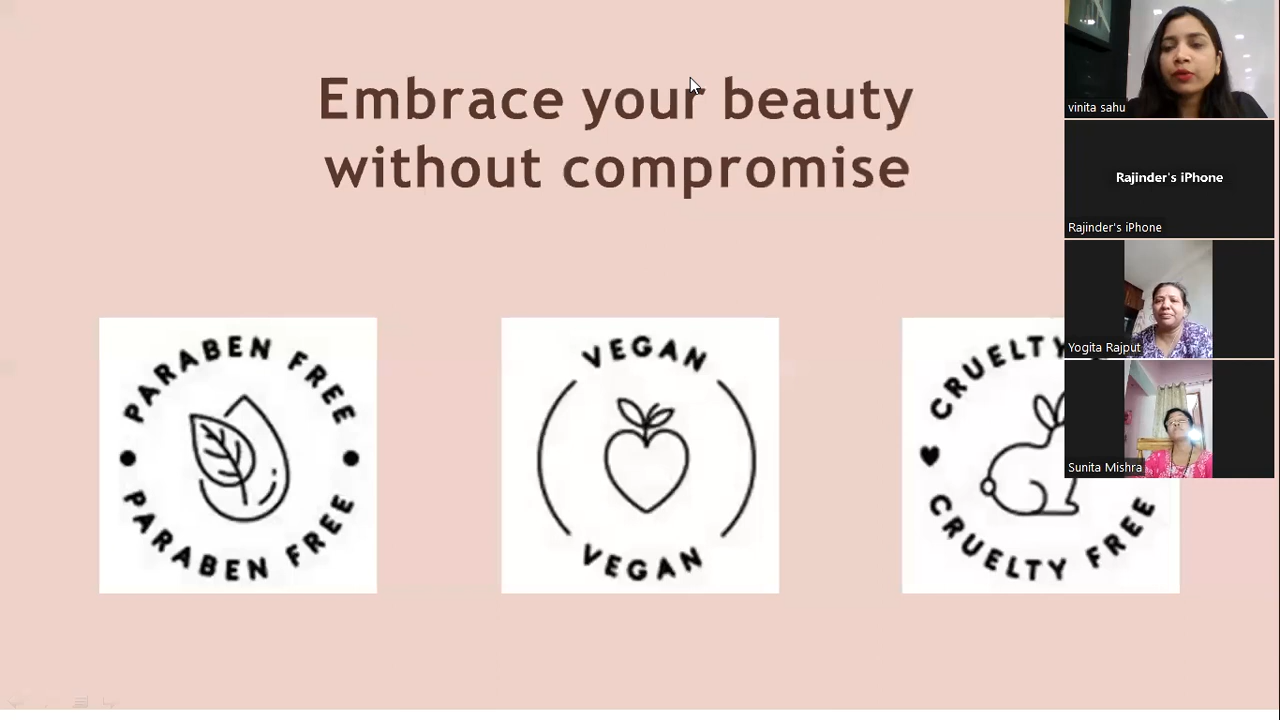 Embrace your beauty
without compromise
PARABEN FREE
PARABEN FREE
VEGAN
VEGAN
CRUELTY
CRUELTY FREE
vinita sahu
Rajinder's iPhone
Rajinder's iPhone
Yogita Rajput
Sunita Mishra